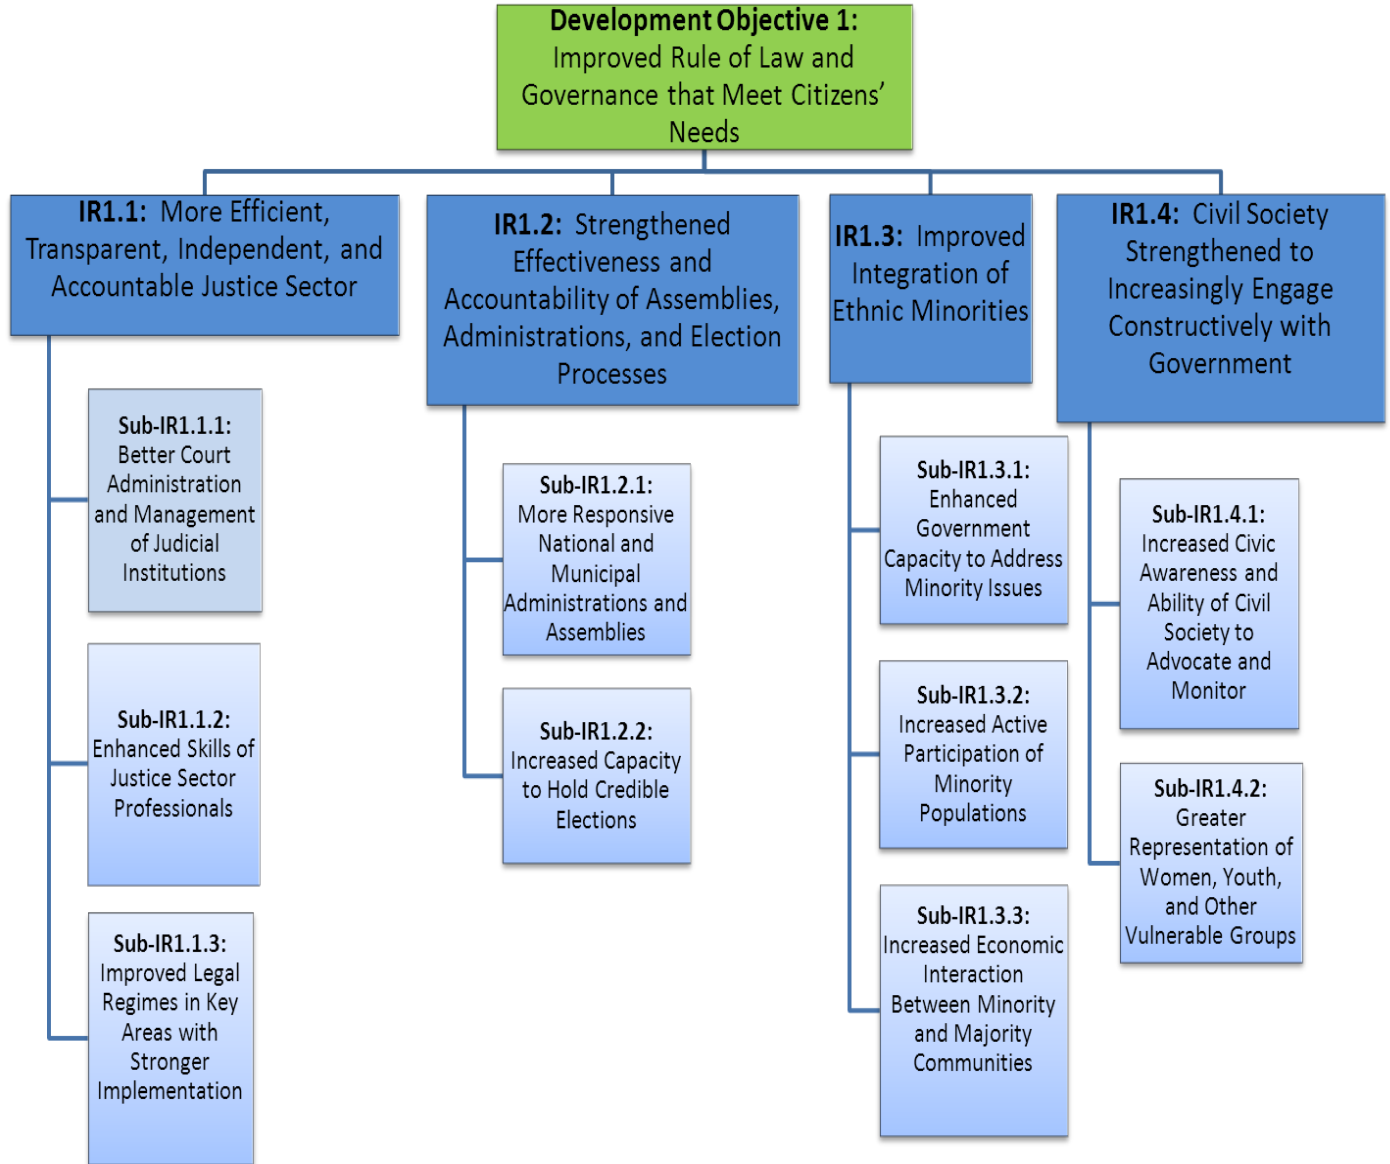 Development Objective 1:
Improved Rule of Law and
Governance that Meet Citizens’
Needs
IR1.1: More Efficient,
Transparent, Independent, and
Accountable Justice Sector
Sub-IR1.1.1:
Better Court
Administration
and Management
of Judicial
Institutions
Sub-IR1.1.2:
Enhanced Skills of
Justice Sector
Professionals
Sub-IR1.1.3:
Improved Legal
Regimes in Key
Areas with
Stronger
Implementation
IR1.2: Strengthened
Effectiveness and
Accountability of Assemblies,
Administrations, and Election
Processes
Sub-IR1.2.1:
More Responsive
National and
Municipal
Administrations and
Assemblies
Sub-IR1.2.2:
Increased Capacity
to Hold Credible
Elections
IR1.3: Improved
Integration of
Ethnic Minorities
Sub-IR1.3.1:
Enhanced
Government
Capacity to Address
Minority Issues
Sub-IR1.3.2:
Increased Active
Participation of
Minority
Populations
Sub-IR1.3.3:
Increased Economic
Interaction
Between Minority
and Majority
Communities
IR1.4: Civil Society
Strengthened to
Increasingly Engage
Constructively with
Government
Sub-IR1.4.1:
Increased Civic
Awareness and
Ability of Civil
Society to
Advocate and
Monitor
Sub-IR1.4.2:
Greater
Representation of
Women, Youth,
and Other
Vulnerable Groups